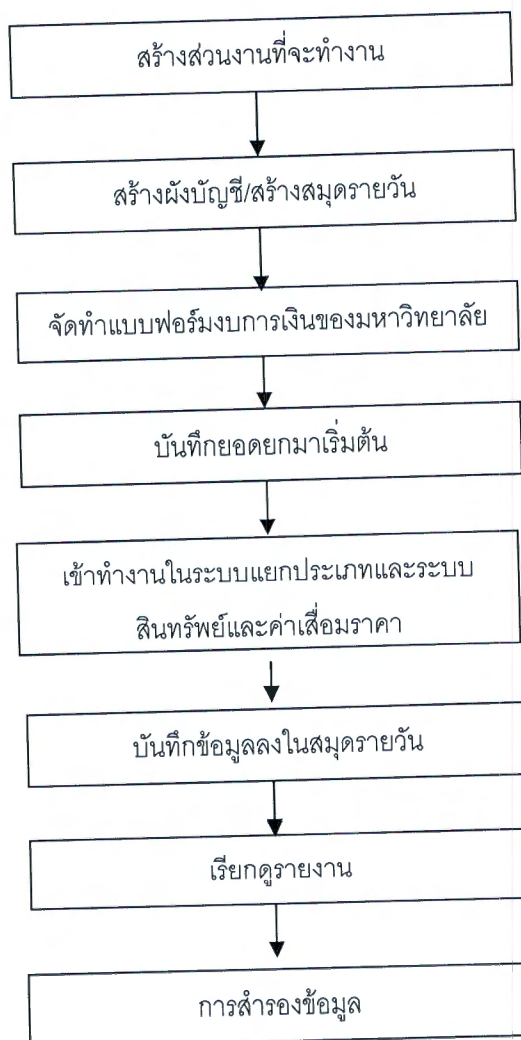 สร้างส่วนงานที่จะทำงาน
สร้างผังบัญชี/สร้างสมุดรายวัน
จัดทำแบบฟอร์มงบการเงินของมหาวิทยาลัย
บันทึกยอดยกมาเริ่มต้น
เข้าทำงานในระบบแยกประเภทและระบบ
สินทรัพย์และค่าเสื่อมราคา
บันทึกข้อมูลลงในสมุดรายวัน
เรียกดูรายงาน
การสำรองข้อมูล